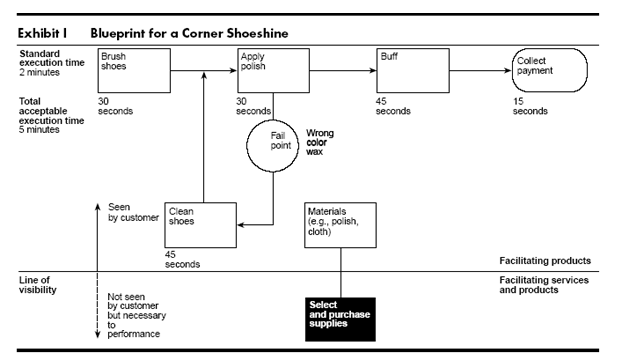 Exhibit I Blueprint for a Corner Shoeshine
Standard
execution time
2 minutes
Brush
shoes
Apply
polish
Buff
Collect
payment
Total
acceptable
execution time
5 minutes
30
seconds
30
seconds
45
seconds
15
seconds
Fail
point
Wrong
color
wax
Seen
by customer
Clean
shoes
Materials
(e.g., polish,
cloth)
45
seconds
Facilitating products
Line of
visibility
Facilitating services
and products
Not seen
by customer
but necessary
to
performance
Select
and purchase
supplies